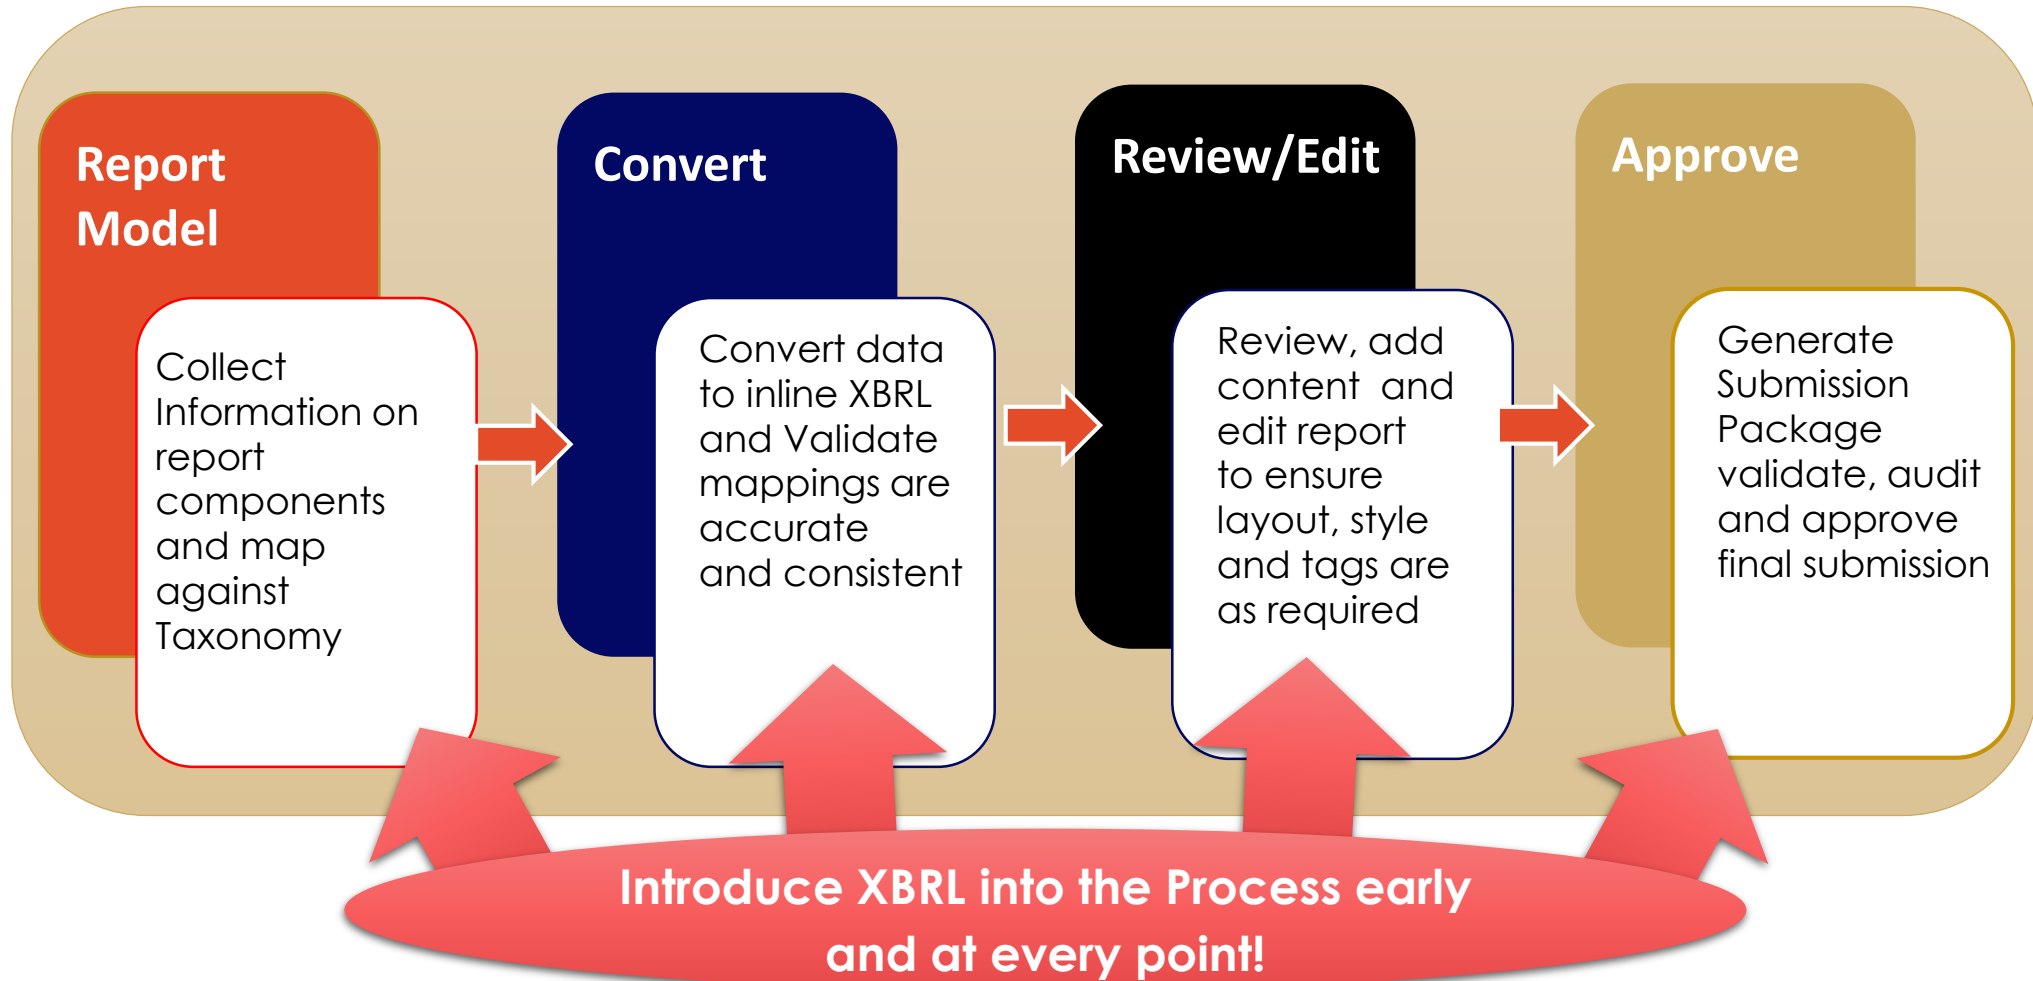 Report
Model
Collect
Information on
report
components
and map
against
Taxonomy
Convert
Convert data
to inline XBRL
and Validate
mappings are
accurate
and consistent
Review/Edit
Review, add
content and
edit report
to ensure
layout, style
and tags are
as required
Approve
Generate
Submission
Package
validate, audit
and approve
final submission
Introduce XBRL into the Process early
and at every point!